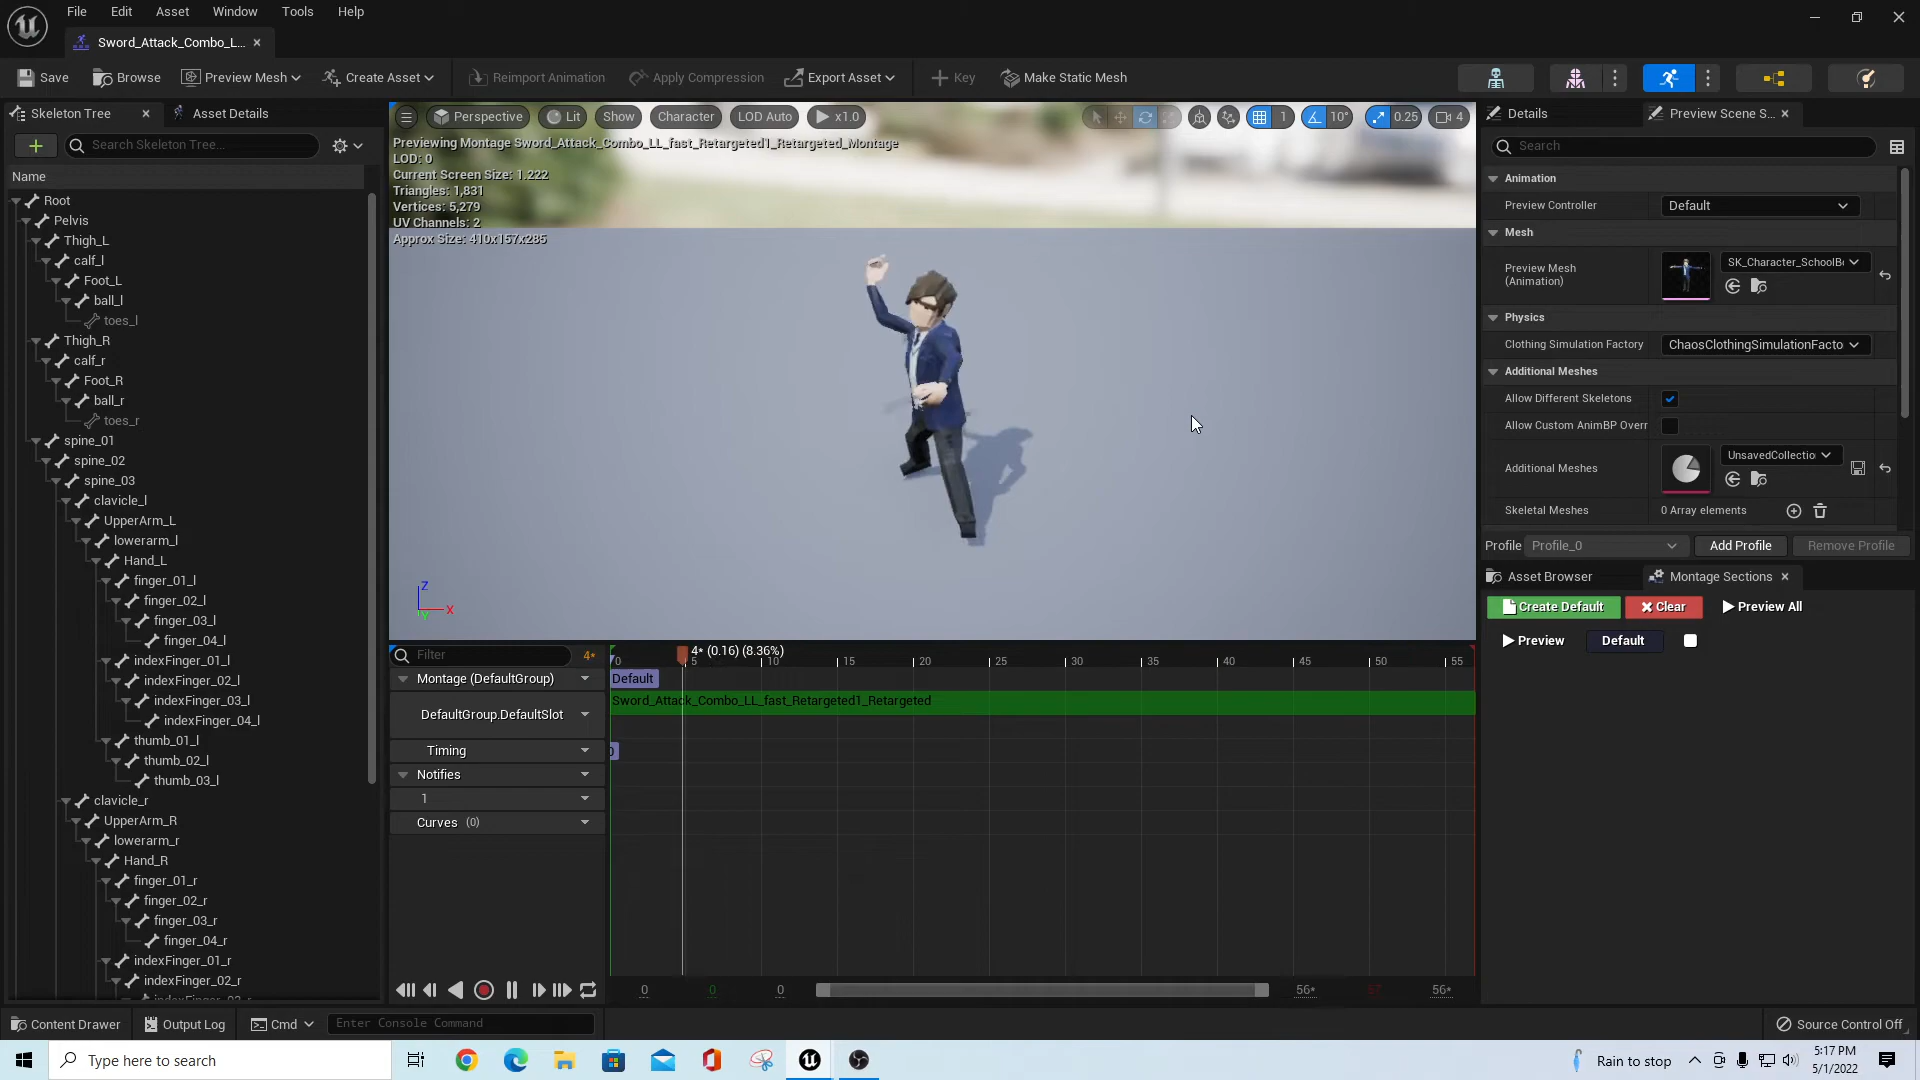 File Edit Asset Window Tools Help
Sword_Attack_Combo_L...
Save Browse Preview Mesh Create Asset Reimport Animation Apply Compression Export Asset Key Make Static Mesh
Skeleton Tree Asset Details
Search Skeleton Tree...
Name
Root
Pelvis
Thigh_L
calf_l
Foot_L
ball_l
toes_l
Thigh_R
calf_r
Foot_R
ball_r
toes_r
spine_01
spine_02
spine_03
clavicle_l
UpperArm_L
lowerarm_l
Hand_L
finger_01_l
finger_02_l
finger_03_l
finger_04_l
indexFinger_01_l
indexFinger_02_l
indexFinger_03_l
indexFinger_04_l
thumb_01_l
thumb_02_l
thumb_03_l
clavicle_r
UpperArm_R
lowerarm_r
Hand_R
finger_01_r
finger_02_r
finger_03_r
finger_04_r
indexFinger_01_r
indexFinger_02_r
Perspective Lit Show Character LOD Auto x1.0 1 10° 0.25 4
Previewing Montage Sword_Attack_Combo_LL_fast_Retargeted1_Retargeted_Montage
LOD: 0
Current Screen Size: 1.222
Triangles: 1,831
Vertices: 5,279
UV Channels: 2
Approx Size: 410x157x285
Z
X
Y
Filter 4*
4* (0.16) (8.36%)
0 5 10 15 20 25 30 35 40 45 50 55
Montage (DefaultGroup) Default
Sword_Attack_Combo_LL_fast_Retargeted1_Retargeted
DefaultGroup.DefaultSlot
Timing
Notifies
1
Curves (0)
0 0 0 56* 57 56*
Details Preview Scene S...
Search
Animation
Preview Controller Default
Mesh
Preview Mesh (Animation) SK_Character_SchoolB
Physics
Clothing Simulation Factory ChaosClothingSimulationFacto
Additional Meshes
Allow Different Skeletons
Allow Custom AnimBP Overr
Additional Meshes UnsavedCollectio
Skeletal Meshes 0 Array elements
Profile Profile_0 Add Profile Remove Profile
Asset Browser Montage Sections
Create Default Clear Preview All
Preview Default
Content Drawer Output Log Cmd Enter Console Command Source Control Off
Type here to search
Rain to stop
5:17 PM
5/1/2022